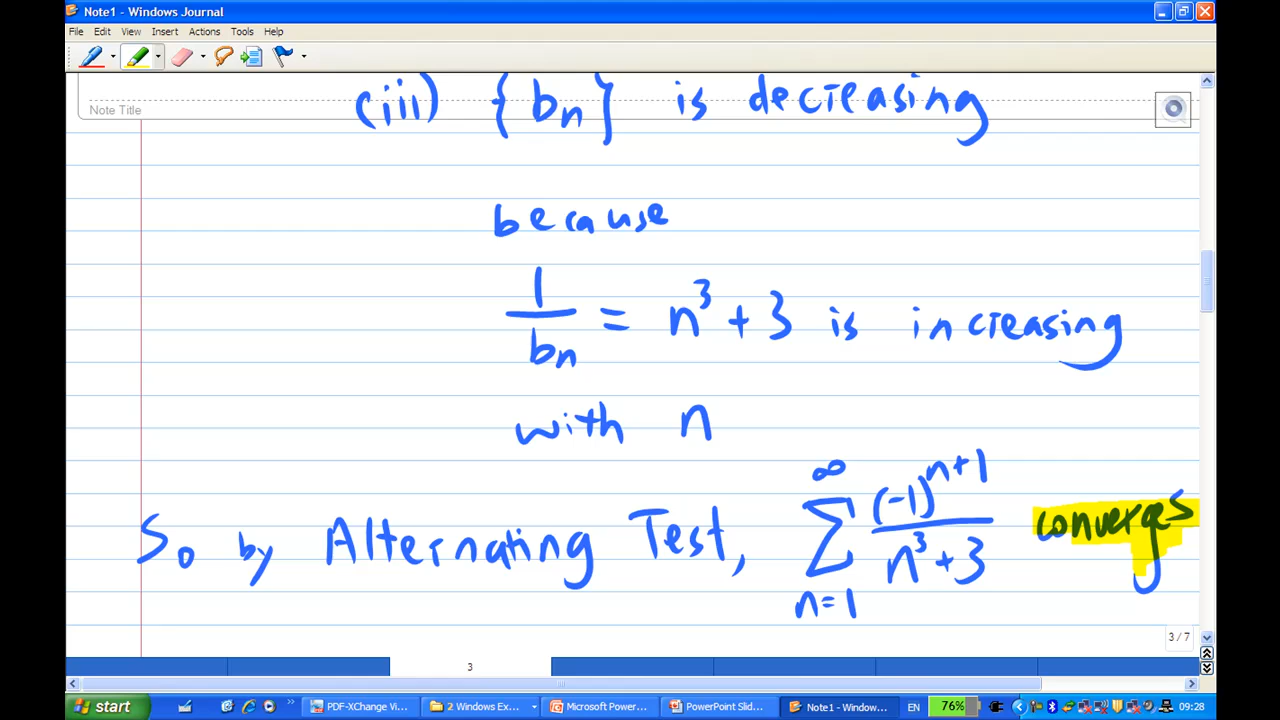 Note1 - Windows Journal
File Edit View Insert Actions Tools Help
Note Title
(iii) {bn} is decreasing
because
1/bn = n³ + 3 is increasing
with n
So by Alternating Test, ∑_{n=1}^{∞} (-1)^{n+1}/(n³+3) converges
3 / 7
3
start
PDF-XChange Vi...
2 Windows Ex...
Microsoft Power...
PowerPoint Slid...
Note1 - Window...
EN
76%
09:28